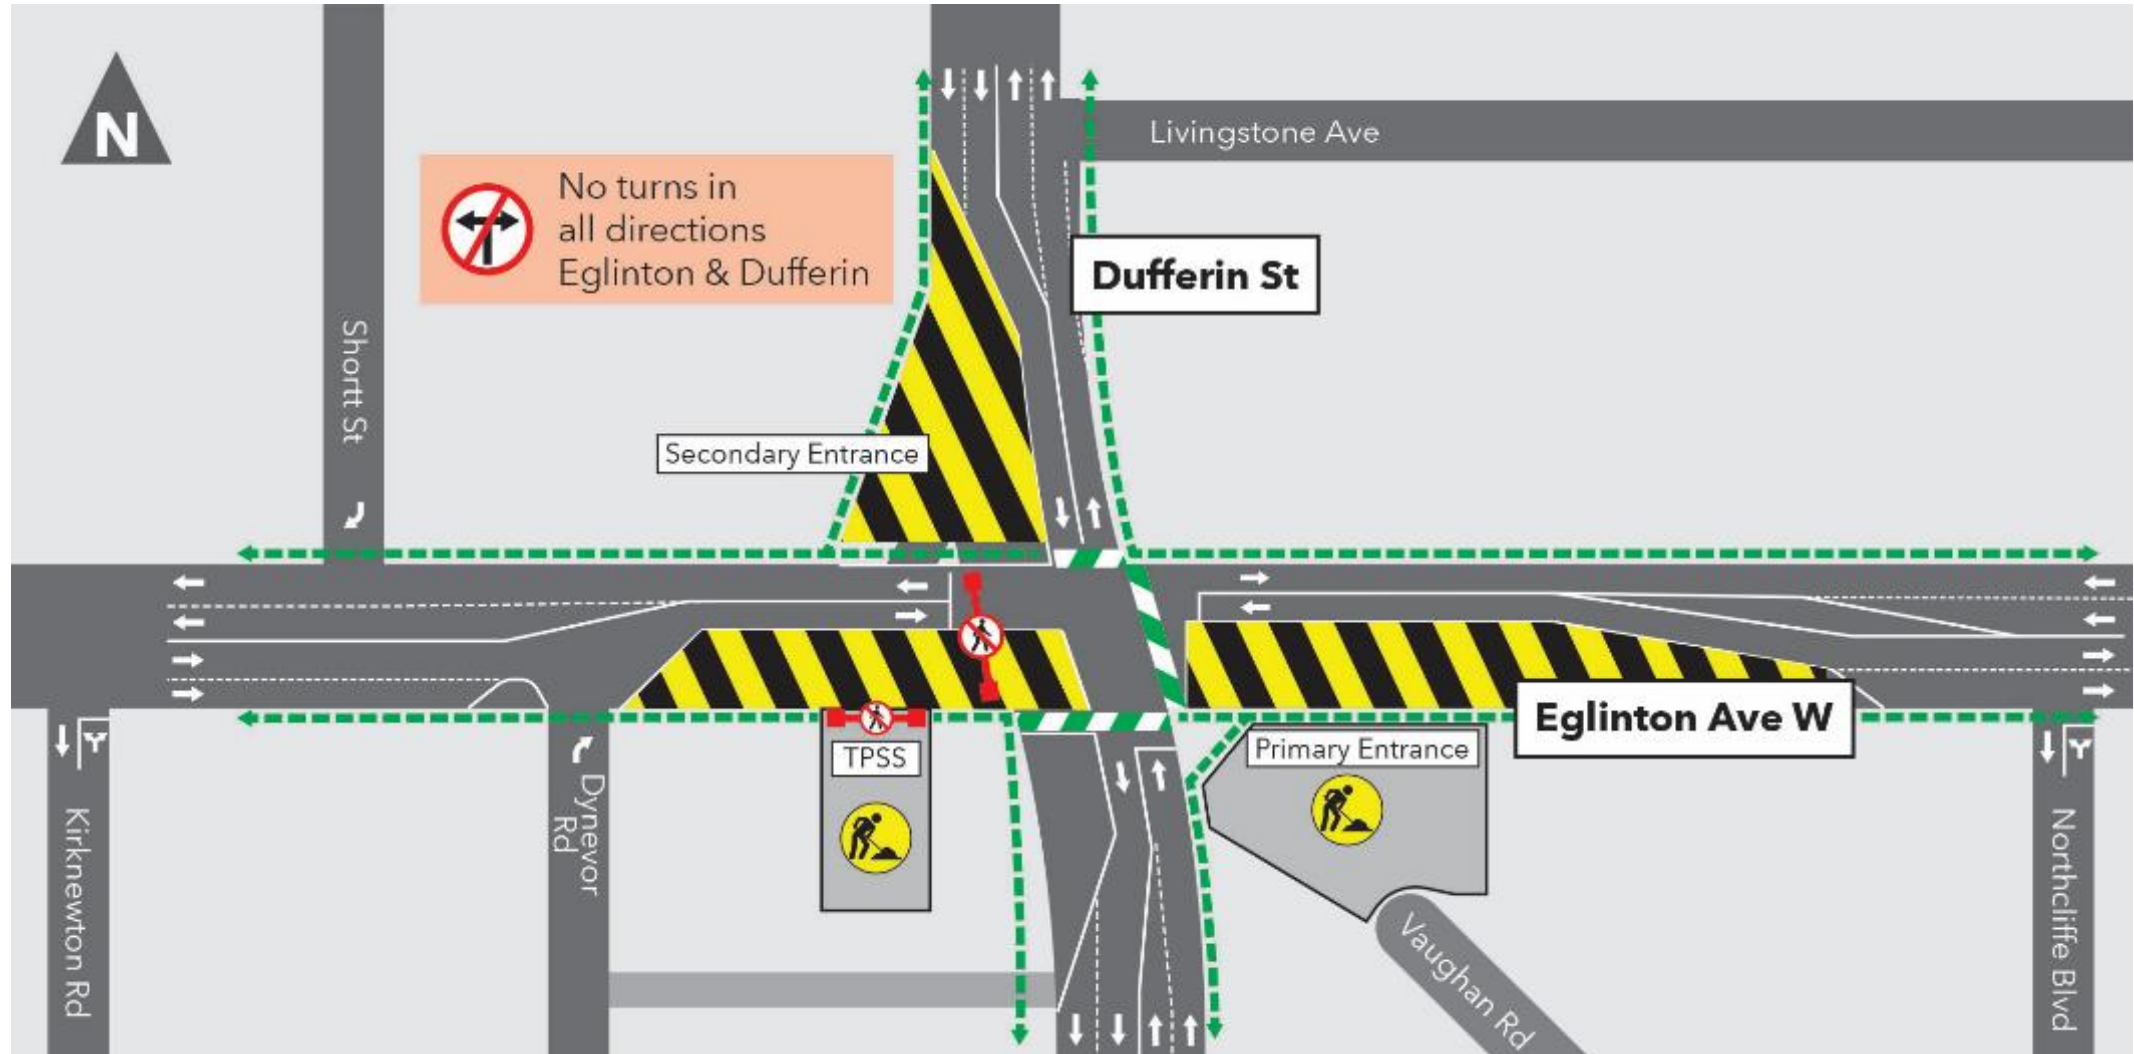 N
Livingstone Ave
No turns in
all directions
Eglinton & Dufferin
Dufferin St
Shortt St
Secondary Entrance
Eglinton Ave W
TPSS
Primary Entrance
Kirknewton Rd
Dynevor
Rd
Vaughan Rd
Northcliffe Blvd